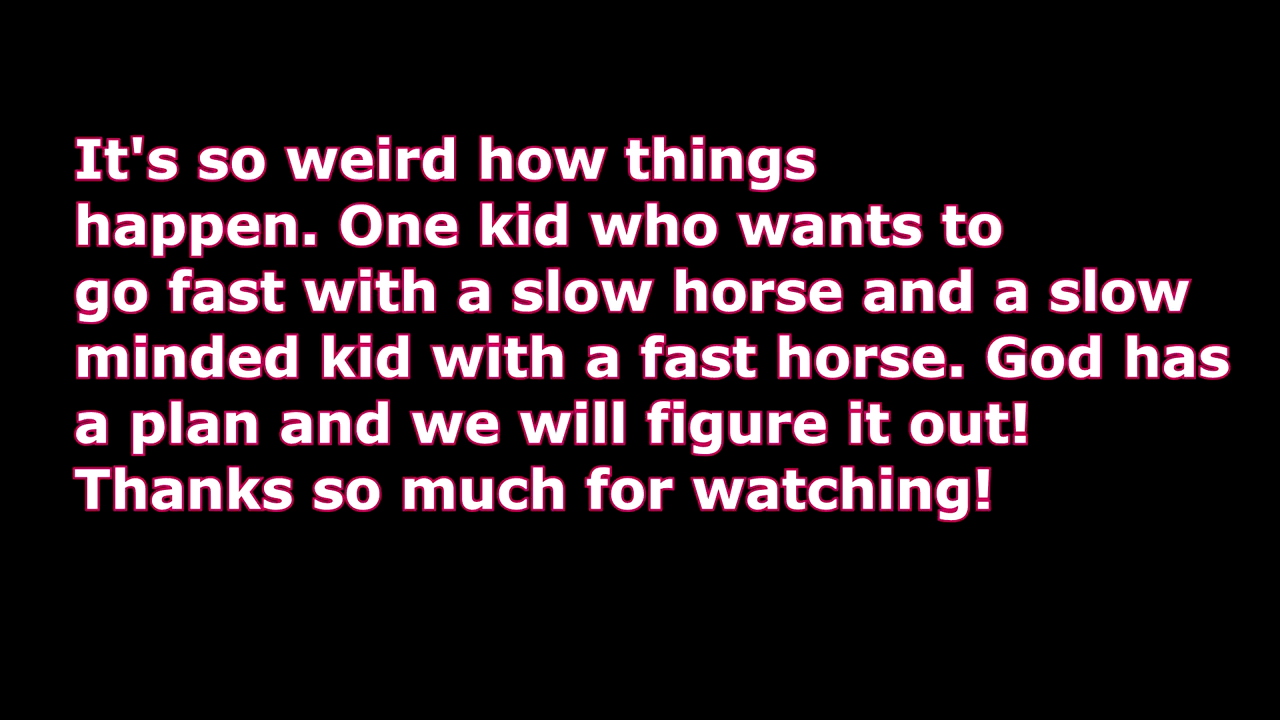 It's so weird how things
happen. One kid who wants to
go fast with a slow horse and a slow
minded kid with a fast horse. God has
a plan and we will figure it out!
Thanks so much for watching!